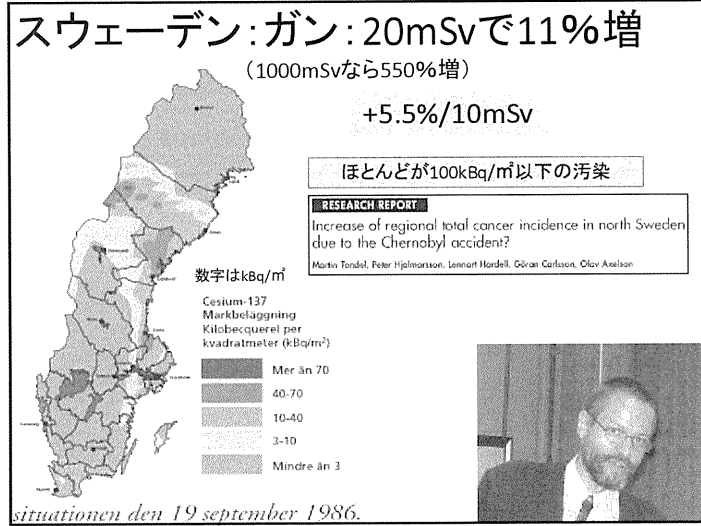 スウェーデン:ガン:20mSvで11%増
(1000mSvなら550%増)
+5.5%/10mSv
ほとんどが100kBq/㎡以下の汚染
RESEARCH REPORT
Increase of regional total cancer incidence in north Sweden
due to the Chernobyl accident?
Martin Tondel, Peter Hjalmarsson, Lennart Hardell, Göran Carlsson, Olav Axelson
数字はkBq/㎡
Cesium-137
Markbeläggning
Kilobecquerel per
kvadratmeter (kBq/m²)
Mer än 70
40-70
10-40
3-10
Mindre än 3
situationen den 19 september 1986.